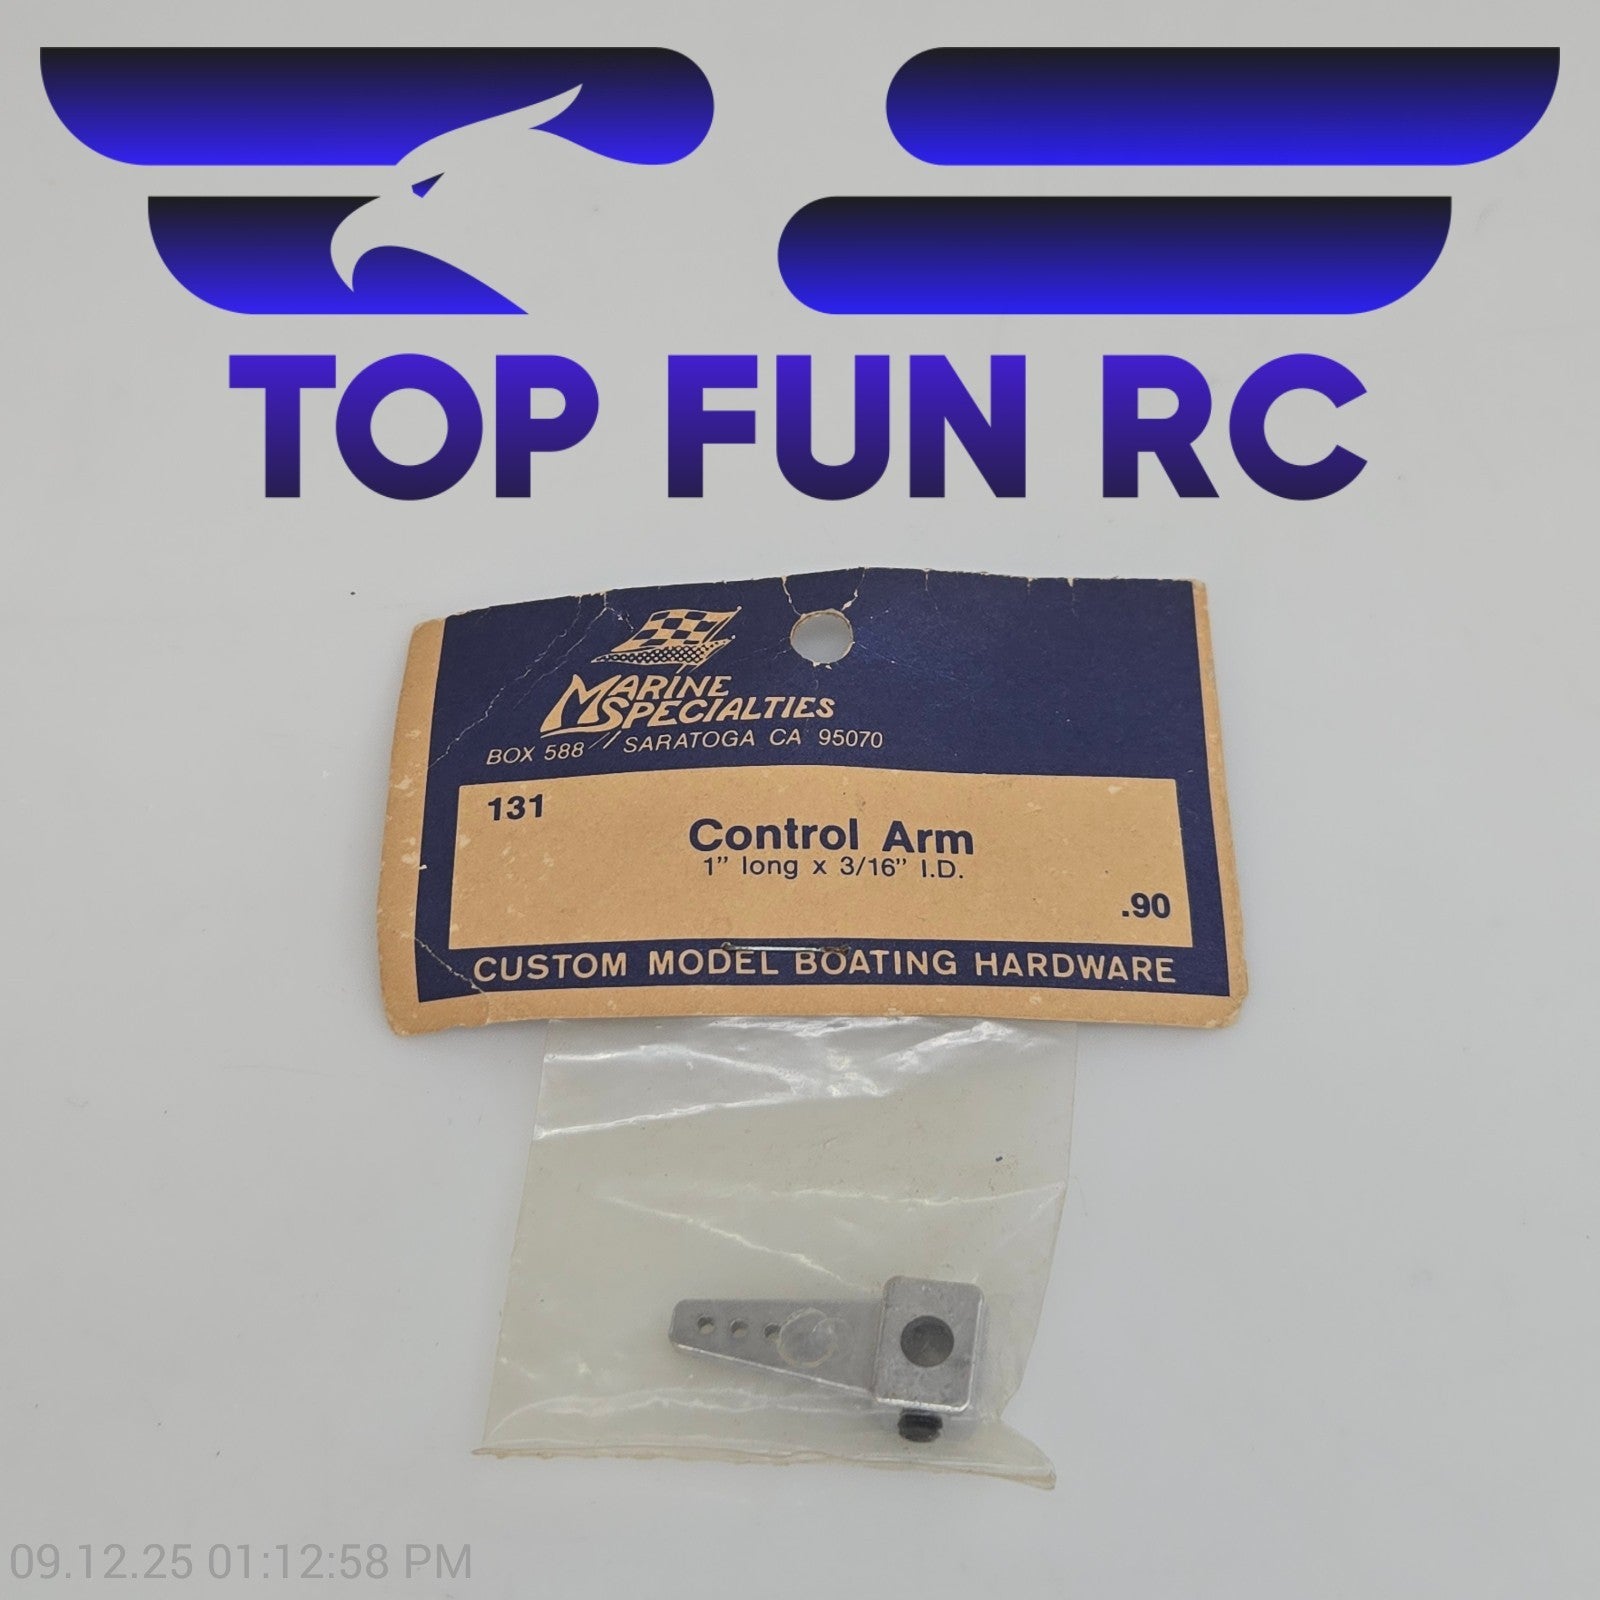 TOP FUN RC
MARINE
SPECIALTIES
BOX 588 // SARATOGA CA 95070
131
Control Arm
1" long x 3/16" I.D.
.90
CUSTOM MODEL BOATING HARDWARE
09.12.25 01:12:58 PM